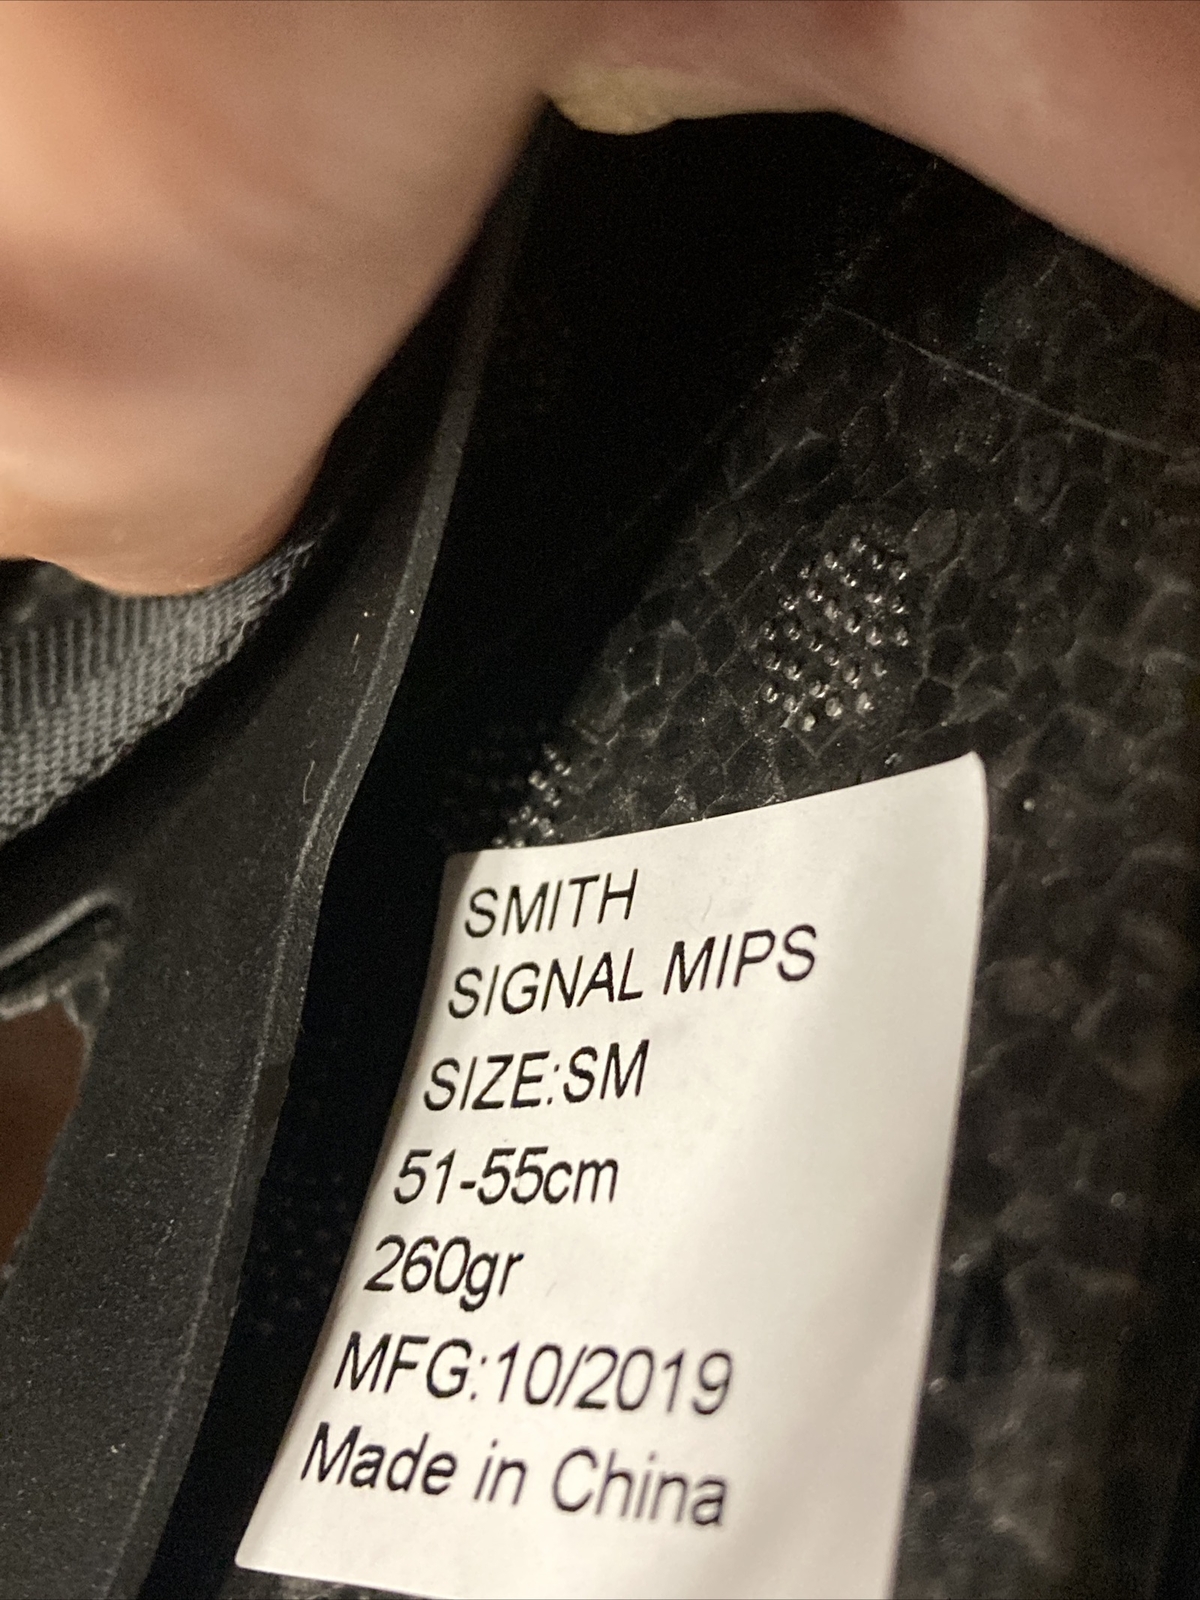 SMITH
SIGNAL MIPS
SIZE:SM
51-55cm
260gr
MFG:10/2019
Made in China